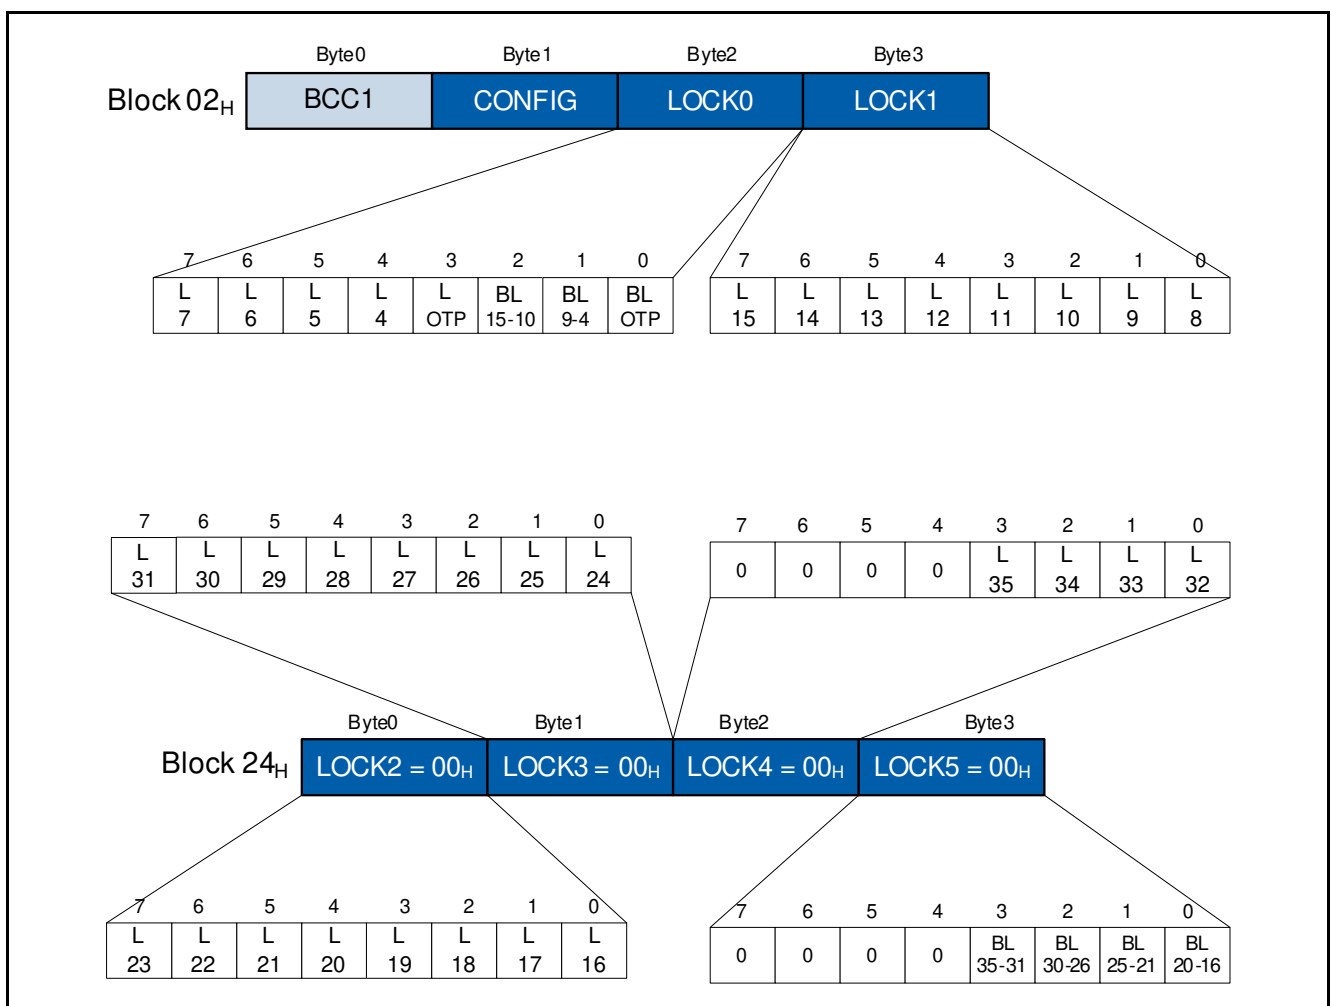 Byte0 Byte1 Byte2 Byte3
Block 02H BCC1 CONFIG LOCK0 LOCK1
7 6 5 4 3 2 1 0 7 6 5 4 3 2 1 0
L L L L L BL BL BL L L L L L L L L
7 6 5 4 OTP 15-10 9-4 OTP 15 14 13 12 11 10 9 8
7 6 5 4 3 2 1 0 7 6 5 4 3 2 1 0
L L L L L L L L 0 0 0 0 L L L L
31 30 29 28 27 26 25 24 35 34 33 32
Byte0 Byte1 Byte2 Byte3
Block 24H LOCK2 = 00H LOCK3 = 00H LOCK4 = 00H LOCK5 = 00H
7 6 5 4 3 2 1 0 7 6 5 4 3 2 1 0
L L L L L L L L 0 0 0 0 BL BL BL BL
23 22 21 20 19 18 17 16 35-31 30-26 25-21 20-16